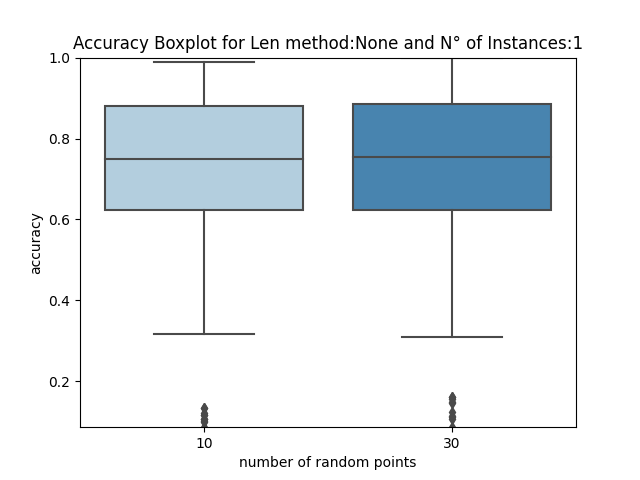 Accuracy Boxplot for Len method:None and N° of Instances:1
1.0
0.8
0.6
0.4
0.2
accuracy
10
30
number of random points